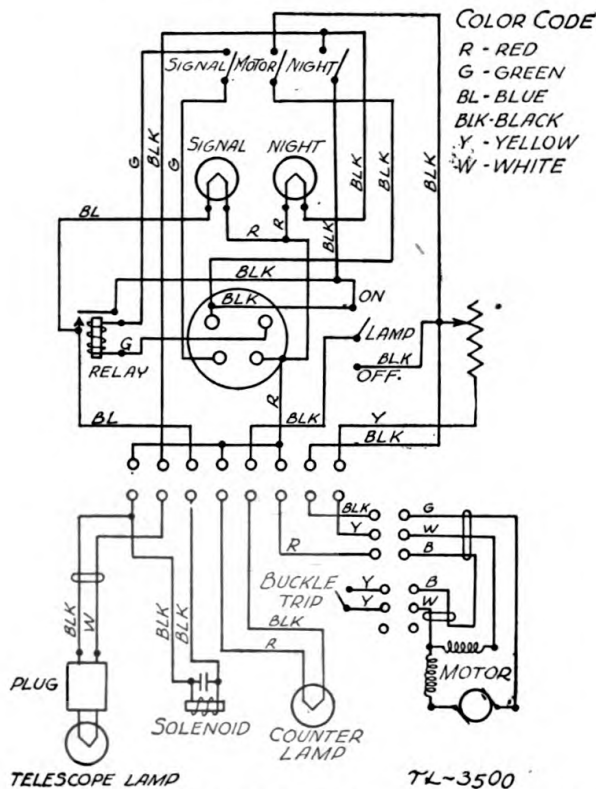 COLOR CODE
R - RED
G - GREEN
BL - BLUE
BLK-BLACK
Y - YELLOW
W - WHITE
SIGNAL MOTOR NIGHT
G
BLK
G
BLK
BLK
BLK
SIGNAL
NIGHT
BL
R
R
BLK
BLK
ON
LAMP
BLK
OFF.
G
RELAY
R
BL
BLK
Y
BLK
BLK
Y
R
G
W
B
BUCKLE
TRIP
Y
Y
B
W
BLK
W
BLK
BLK
R
BLK
MOTOR
PLUG
SOLENOID
COUNTER
LAMP
TELESCOPE LAMP
TL-3500